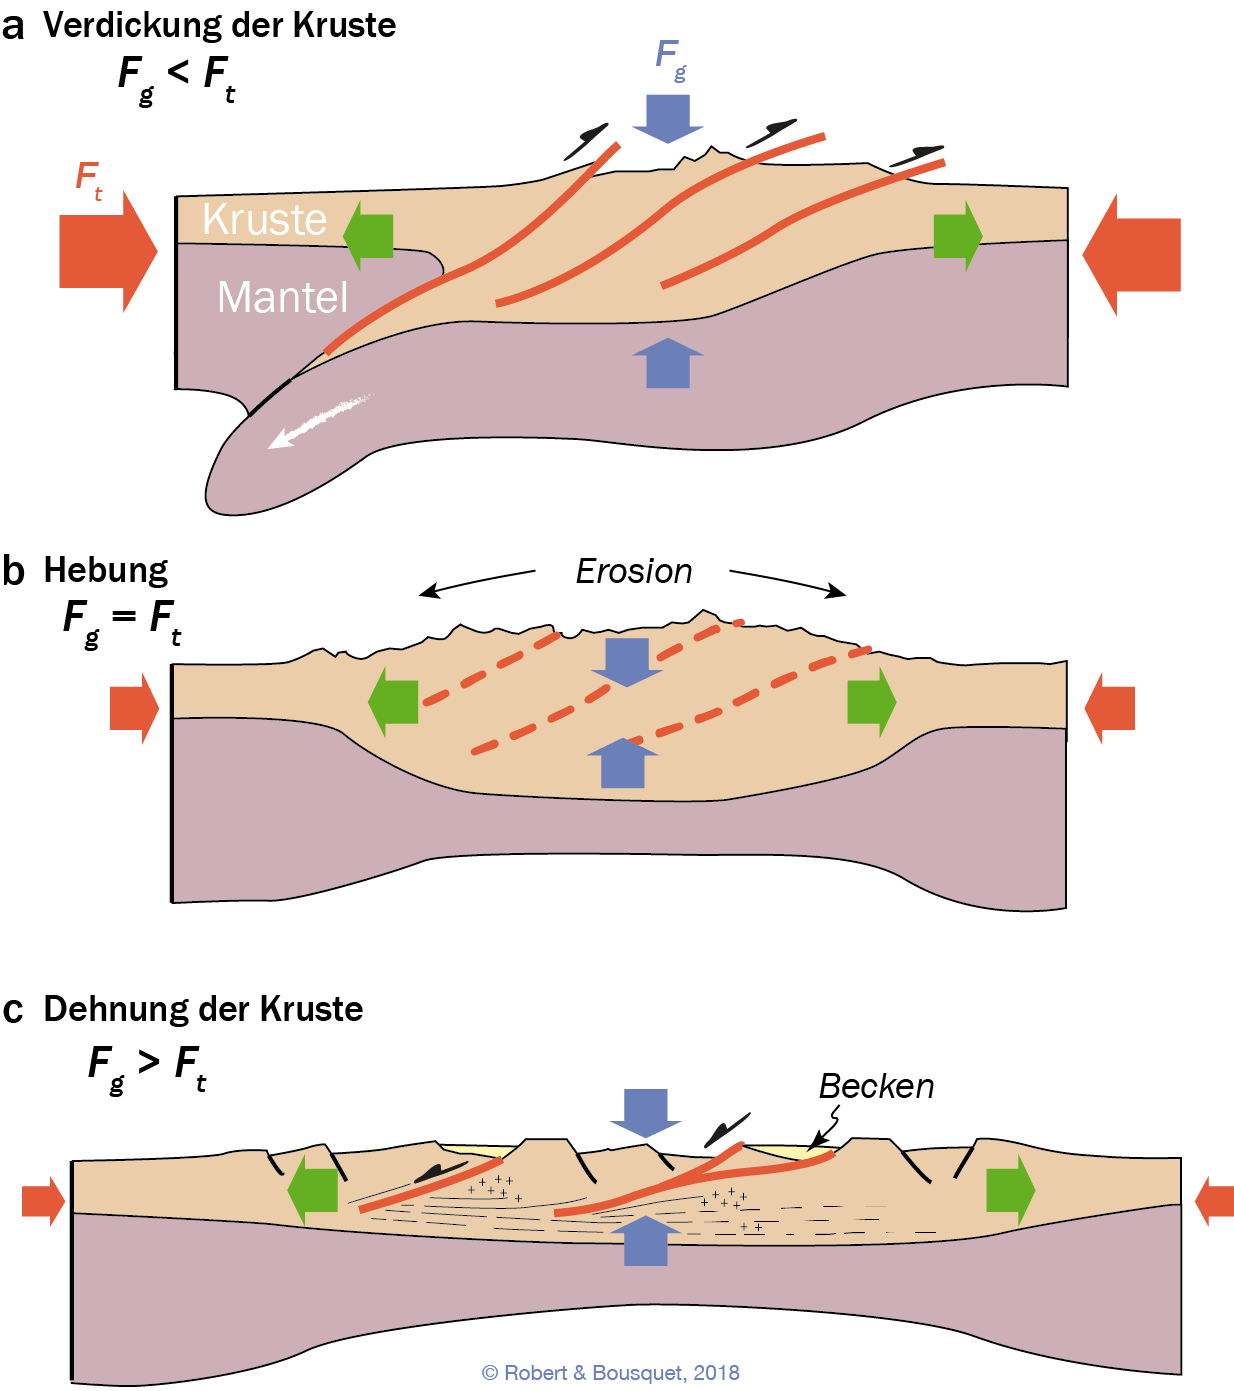 a Verdickung der Kruste
Fg < Ft
Fg
Ft
Kruste
Mantel
b Hebung
Fg = Ft
Erosion
c Dehnung der Kruste
Fg > Ft
Becken
© Robert & Bousquet, 2018